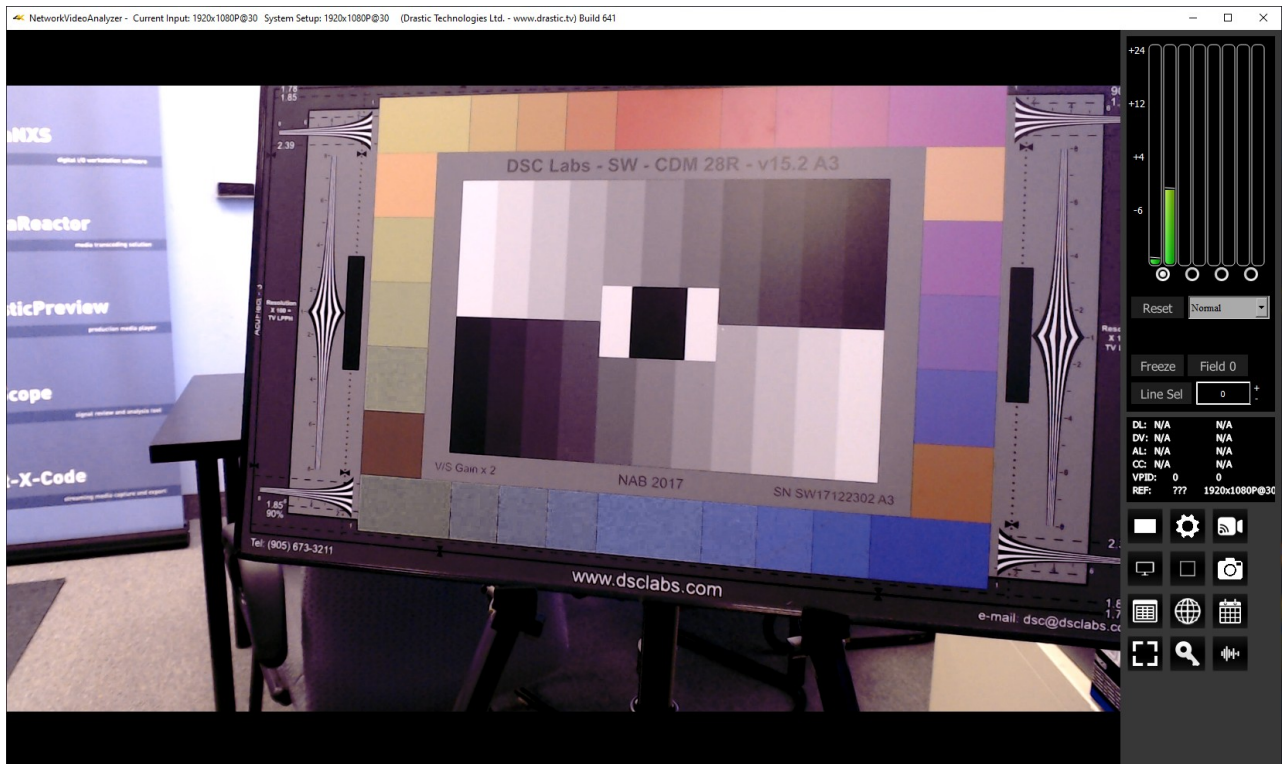 NetworkVideoAnalyzer - Current Input: 1920x1080P@30 System Setup: 1920x1080P@30 (Drastic Technologies Ltd. - www.drastic.tv) Build 641
aNXS
digital i/o workstation software
aReactor
media transcoding solution
sticPreview
production media player
cope
signal review and analysis tool
t-X-Code
streaming media capture and export
1.78
1.85
2.39
Resolution
X 100 =
TV LPPH
1.85
90%
DSC Labs - SW - CDM 28R - v15.2 A3
V/S Gain x 2
NAB 2017
SN SW17122302 A3
Tel: (905) 673-3211
www.dsclabs.com
e-mail: dsc@dsclabs.co
+24
+12
+4
-6
Reset
Normal
Freeze
Field 0
Line Sel
0
+
-
DL: N/A N/A
DV: N/A N/A
AL: N/A N/A
CC: N/A N/A
VPID: 0 0
REF: ??? 1920x1080P@30